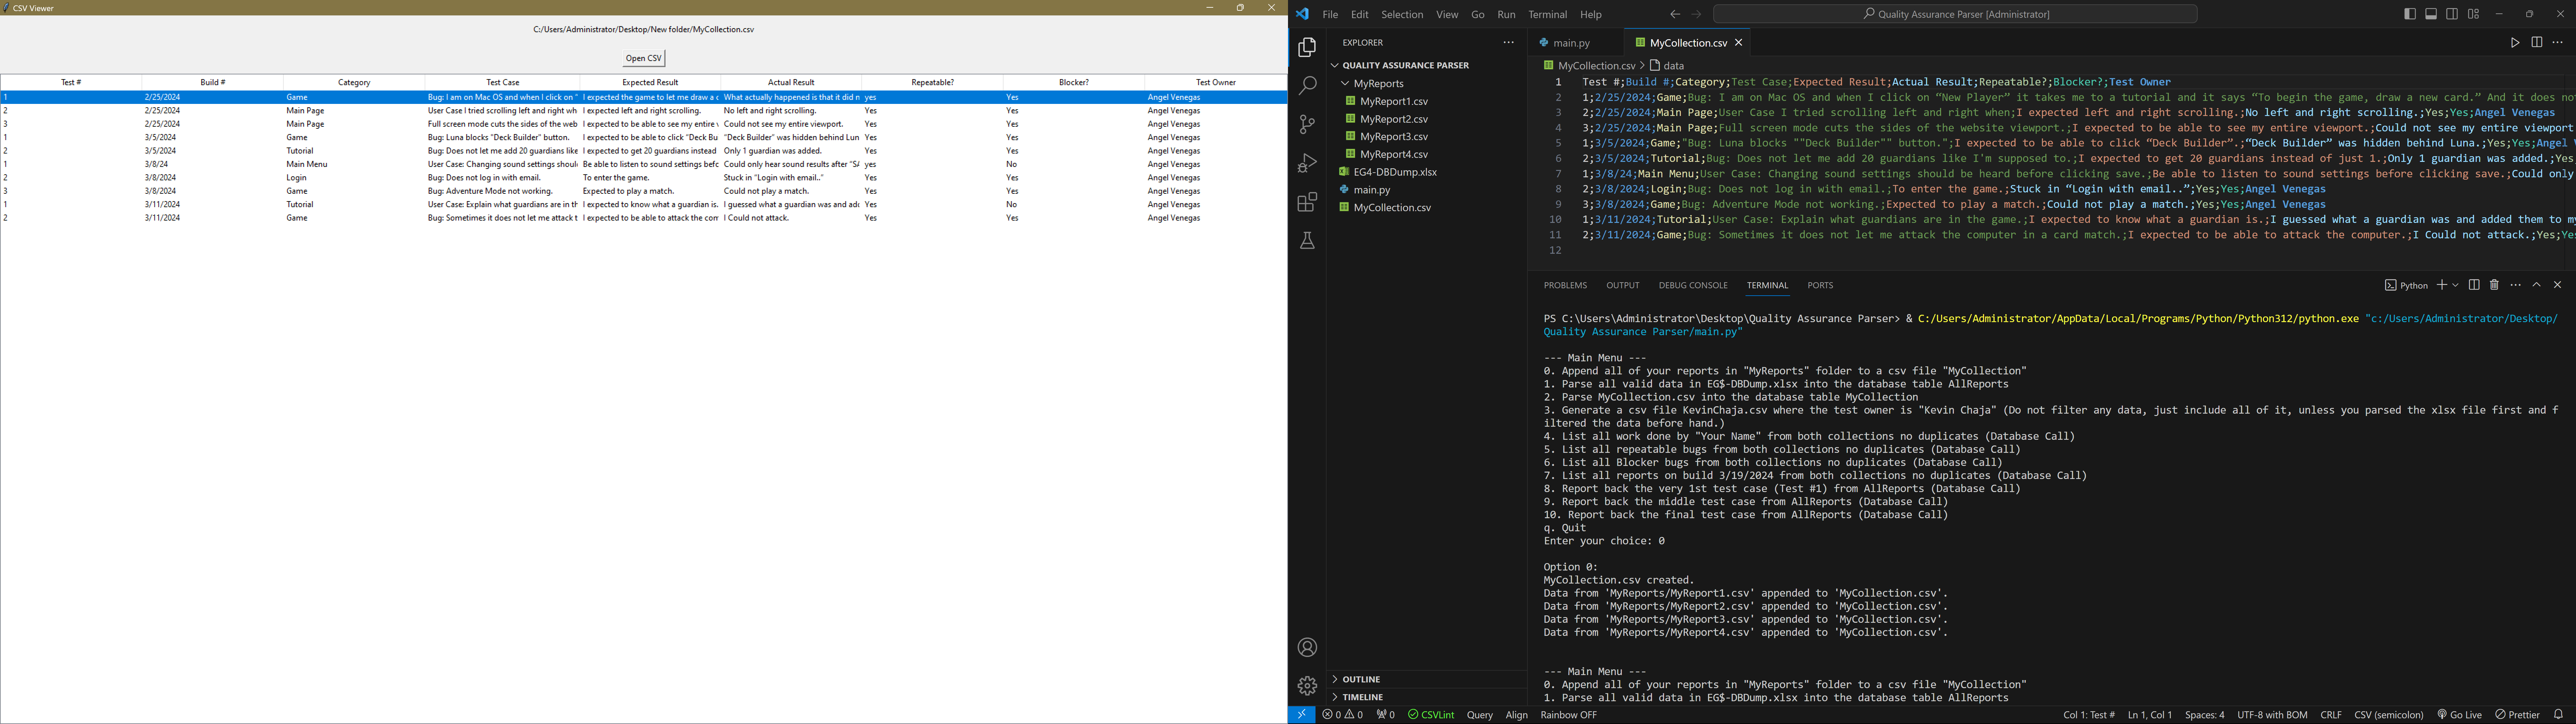 CSV Viewer
C:/Users/Administrator/Desktop/New folder/MyCollection.csv
Open CSV
Test # Build # Category Test Case Expected Result Actual Result Repeatable? Blocker? Test Owner
1 2/25/2024 Game Bug: I am on Mac OS and when I click on “ I expected the game to let me draw a c What actually happened is that it did n yes Yes Angel Venegas
2 2/25/2024 Main Page User Case I tried scrolling left and right wh I expected left and right scrolling. No left and right scrolling. Yes Yes Angel Venegas
3 2/25/2024 Main Page Full screen mode cuts the sides of the web I expected to be able to see my entire v Could not see my entire viewport. Yes Yes Angel Venegas
1 3/5/2024 Game Bug: Luna blocks "Deck Builder" button. I expected to be able to click “Deck Bu “Deck Builder” was hidden behind Lun Yes Yes Angel Venegas
2 3/5/2024 Tutorial Bug: Does not let me add 20 guardians like I expected to get 20 guardians instead Only 1 guardian was added. Yes Yes Angel Venegas
1 3/8/24 Main Menu User Case: Changing sound settings shoul Be able to listen to sound settings befo Could only hear sound results after “SA yes No Angel Venegas
2 3/8/2024 Login Bug: Does not log in with email. To enter the game. Stuck in “Login with email..” Yes Yes Angel Venegas
3 3/8/2024 Game Bug: Adventure Mode not working. Expected to play a match. Could not play a match. Yes Yes Angel Venegas
1 3/11/2024 Tutorial User Case: Explain what guardians are in th I expected to know what a guardian is. I guessed what a guardian was and add Yes No Angel Venegas
2 3/11/2024 Game Bug: Sometimes it does not let me attack t I expected to be able to attack the com I Could not attack. Yes Yes Angel Venegas
File Edit Selection View Go Run Terminal Help
Quality Assurance Parser [Administrator]
EXPLORER
QUALITY ASSURANCE PARSER
MyReports
MyReport1.csv
MyReport2.csv
MyReport3.csv
MyReport4.csv
EG4-DBDump.xlsx
main.py
MyCollection.csv
OUTLINE
TIMELINE
main.py MyCollection.csv
MyCollection.csv > data
1 Test #;Build #;Category;Test Case;Expected Result;Actual Result;Repeatable?;Blocker?;Test Owner
2 1;2/25/2024;Game;Bug: I am on Mac OS and when I click on “New Player” it takes me to a tutorial and it says “To begin the game, draw a new card.” And it does no
3 2;2/25/2024;Main Page;User Case I tried scrolling left and right when;I expected left and right scrolling.;No left and right scrolling.;Yes;Yes;Angel Venegas
4 3;2/25/2024;Main Page;Full screen mode cuts the sides of the website viewport.;I expected to be able to see my entire viewport.;Could not see my entire viewport
5 1;3/5/2024;Game;"Bug: Luna blocks ""Deck Builder"" button.";I expected to be able to click “Deck Builder”.;“Deck Builder” was hidden behind Luna.;Yes;Yes;Angel V
6 2;3/5/2024;Tutorial;Bug: Does not let me add 20 guardians like I’m supposed to.;I expected to get 20 guardians instead of just 1.;Only 1 guardian was added.;Yes;
7 1;3/8/24;Main Menu;User Case: Changing sound settings should be heard before clicking save.;Be able to listen to sound settings before clicking save.;Could only
8 2;3/8/2024;Login;Bug: Does not log in with email.;To enter the game.;Stuck in “Login with email..”;Yes;Yes;Angel Venegas
9 3;3/8/2024;Game;Bug: Adventure Mode not working.;Expected to play a match.;Could not play a match.;Yes;Yes;Angel Venegas
10 1;3/11/2024;Tutorial;User Case: Explain what guardians are in the game.;I expected to know what a guardian is.;I guessed what a guardian was and added them to my
11 2;3/11/2024;Game;Bug: Sometimes it does not let me attack the computer in a card match.;I expected to be able to attack the computer.;I Could not attack.;Yes;Yes
12
PROBLEMS OUTPUT DEBUG CONSOLE TERMINAL PORTS
Python
PS C:\Users\Administrator\Desktop\Quality Assurance Parser> & C:/Users/Administrator/AppData/Local/Programs/Python/Python312/python.exe "c:/Users/Administrator/Desktop/
Quality Assurance Parser/main.py"
--- Main Menu ---
0. Append all of your reports in "MyReports" folder to a csv file "MyCollection"
1. Parse all valid data in EG$-DBDump.xlsx into the database table AllReports
2. Parse MyCollection.csv into the database table MyCollection
3. Generate a csv file KevinChaja.csv where the test owner is "Kevin Chaja" (Do not filter any data, just include all of it, unless you parsed the xlsx file first and f
iltered the data before hand.)
4. List all work done by "Your Name" from both collections no duplicates (Database Call)
5. List all repeatable bugs from both collections no duplicates (Database Call)
6. List all Blocker bugs from both collections no duplicates (Database Call)
7. List all reports on build 3/19/2024 from both collections no duplicates (Database Call)
8. Report back the very 1st test case (Test #1) from AllReports (Database Call)
9. Report back the middle test case from AllReports (Database Call)
10. Report back the final test case from AllReports (Database Call)
q. Quit
Enter your choice: 0
Option 0:
MyCollection.csv created.
Data from 'MyReports/MyReport1.csv' appended to 'MyCollection.csv'.
Data from 'MyReports/MyReport2.csv' appended to 'MyCollection.csv'.
Data from 'MyReports/MyReport3.csv' appended to 'MyCollection.csv'.
Data from 'MyReports/MyReport4.csv' appended to 'MyCollection.csv'.
--- Main Menu ---
0. Append all of your reports in "MyReports" folder to a csv file "MyCollection"
1. Parse all valid data in EG$-DBDump.xlsx into the database table AllReports
0 0 0 CSVLint Query Align Rainbow OFF Col 1: Test # Ln 1, Col 1 Spaces: 4 UTF-8 with BOM CRLF CSV (semicolon) Go Live Prettier